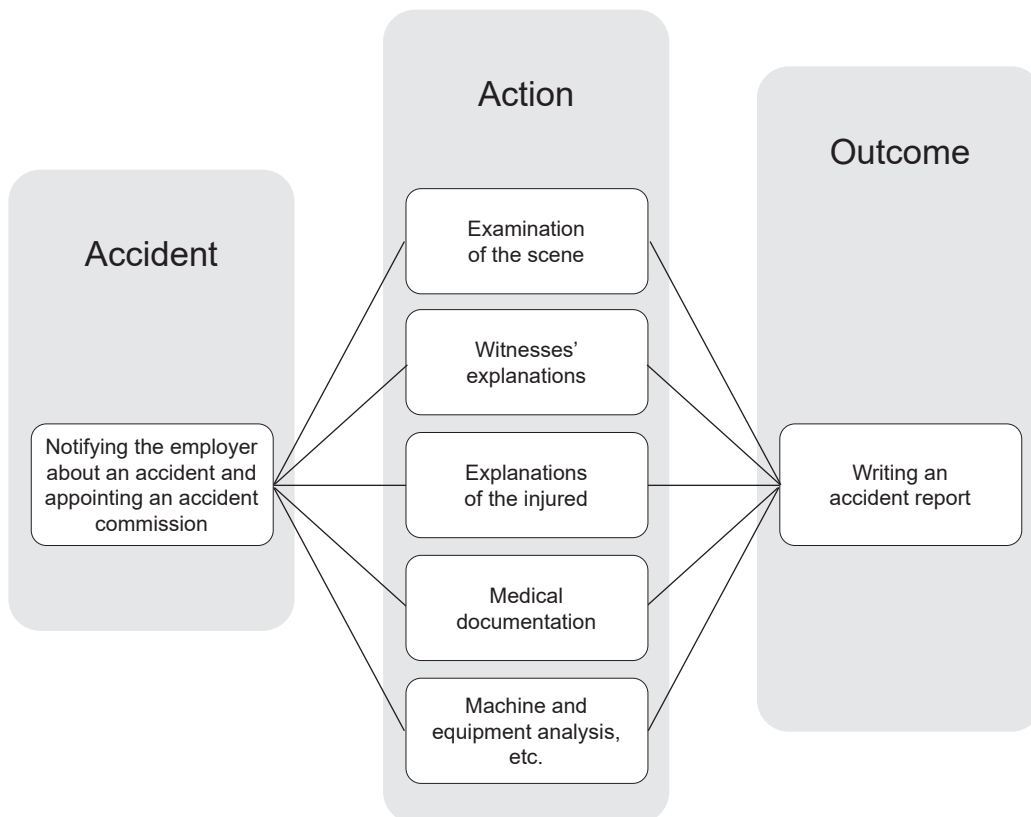 Accident
Notifying the employer
about an accident and
appointing an accident
commission
Action
Examination
of the scene
Witnesses’
explanations
Explanations
of the injured
Medical
documentation
Machine and
equipment analysis,
etc.
Outcome
Writing an
accident report